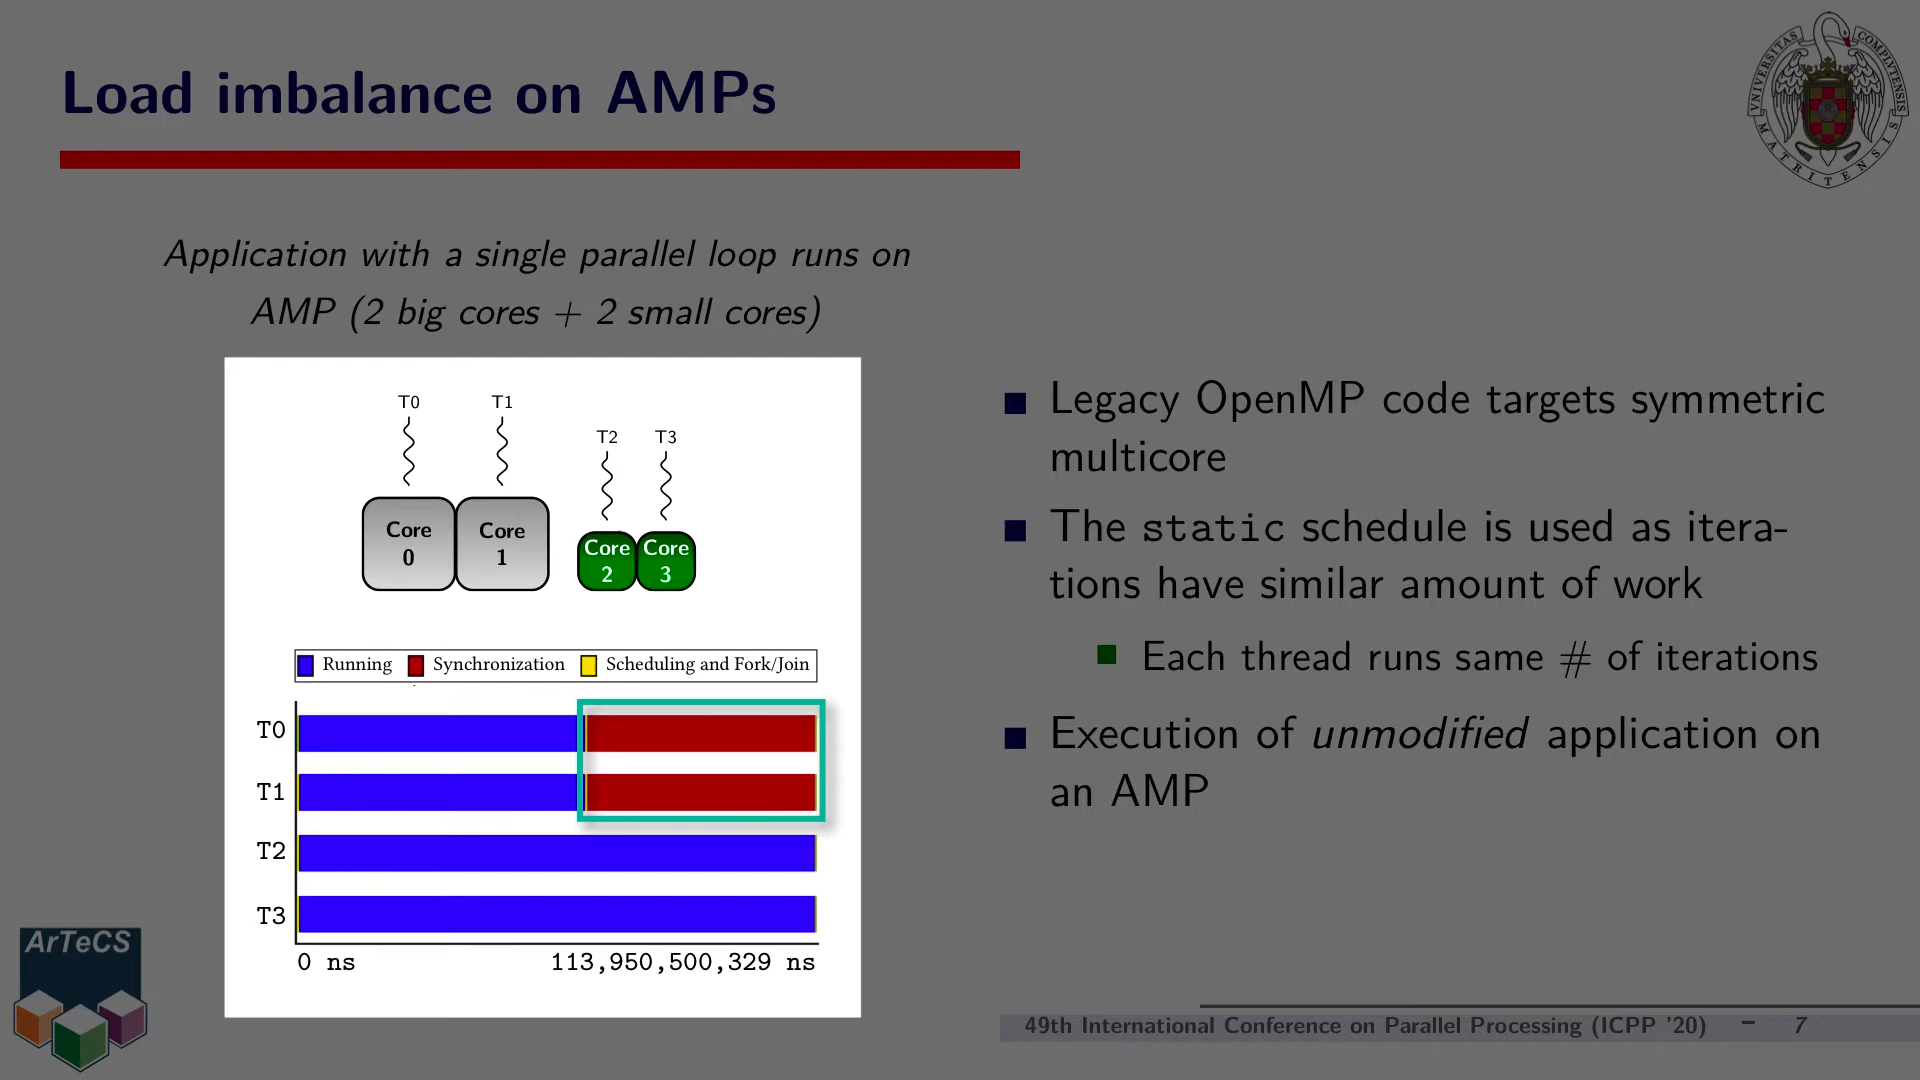 Load imbalance on AMPs
VNIVERSITAS COMPLVTENSIS
MATRITENSIS
Application with a single parallel loop runs on
AMP (2 big cores + 2 small cores)
T0 T1
T2 T3
Core 0
Core 1
Core 2
Core 3
Running Synchronization Scheduling and Fork/Join
T0
T1
T2
T3
0 ns 113,950,500,329 ns
Legacy OpenMP code targets symmetric
multicore
The static schedule is used as itera-
tions have similar amount of work
Each thread runs same # of iterations
Execution of unmodified application on
an AMP
ArTeCS
49th International Conference on Parallel Processing (ICPP '20) – 7